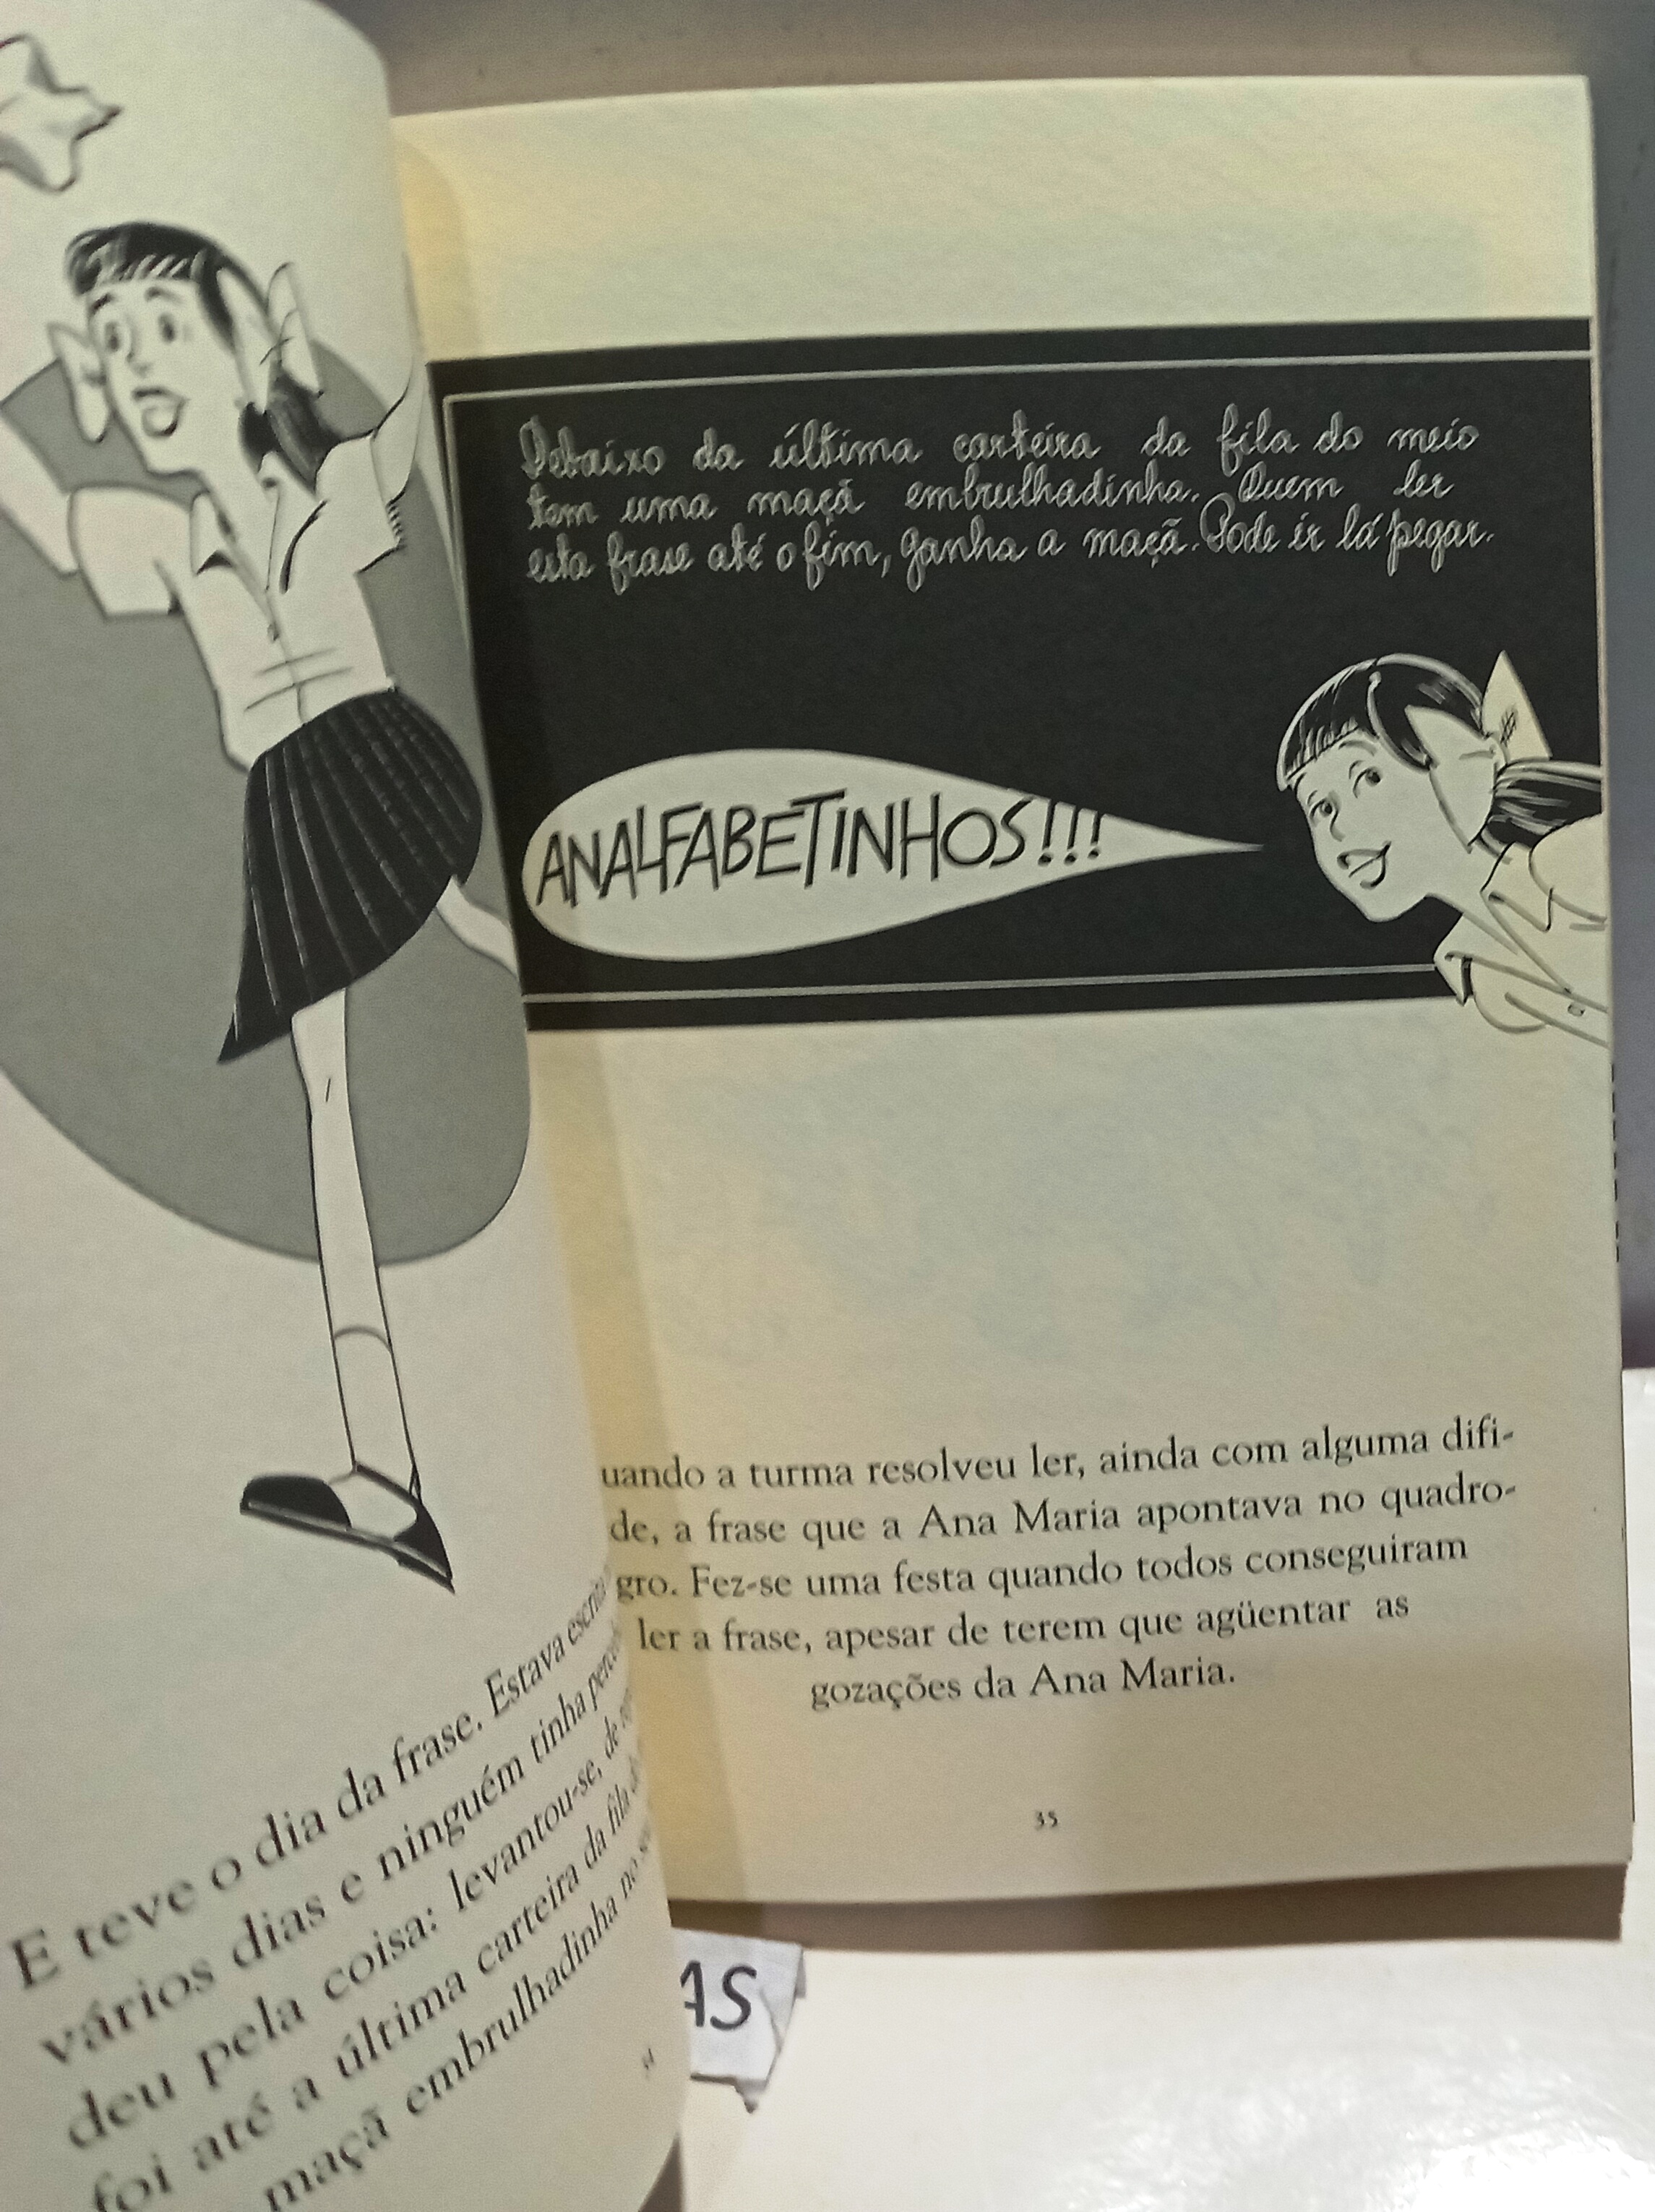 E teve o dia da frase. Estava
vários dias e ninguém tinha
deu pela coisa: levantou-se, de
foi até a última carteira da fila
maçã embrulhadinha no
Debaixo da última carteira da fila do meio
tem uma maçã embrulhadinha. Quem ler
esta frase até o fim, ganha a maçã. Pode ir lá pegar.
ANALFABETINHOS!!!
uando a turma resolveu ler, ainda com alguma difi-
de, a frase que a Ana Maria apontava no quadro-
gro. Fez-se uma festa quando todos conseguiram
ler a frase, apesar de terem que agüentar as
gozações da Ana Maria.
35
AS